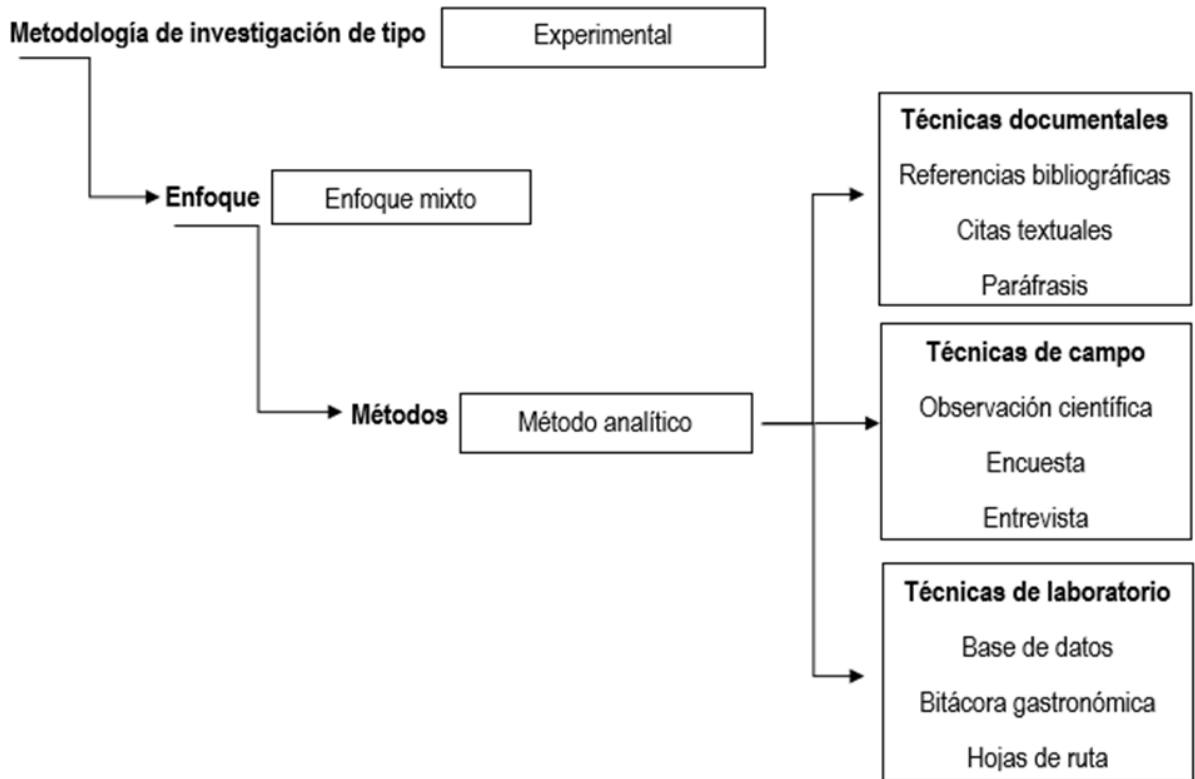 Metodología de investigación de tipo Experimental
Enfoque Enfoque mixto
Métodos Método analítico
Técnicas documentales
Referencias bibliográficas
Citas textuales
Paráfrasis
Técnicas de campo
Observación científica
Encuesta
Entrevista
Técnicas de laboratorio
Base de datos
Bitácora gastronómica
Hojas de ruta